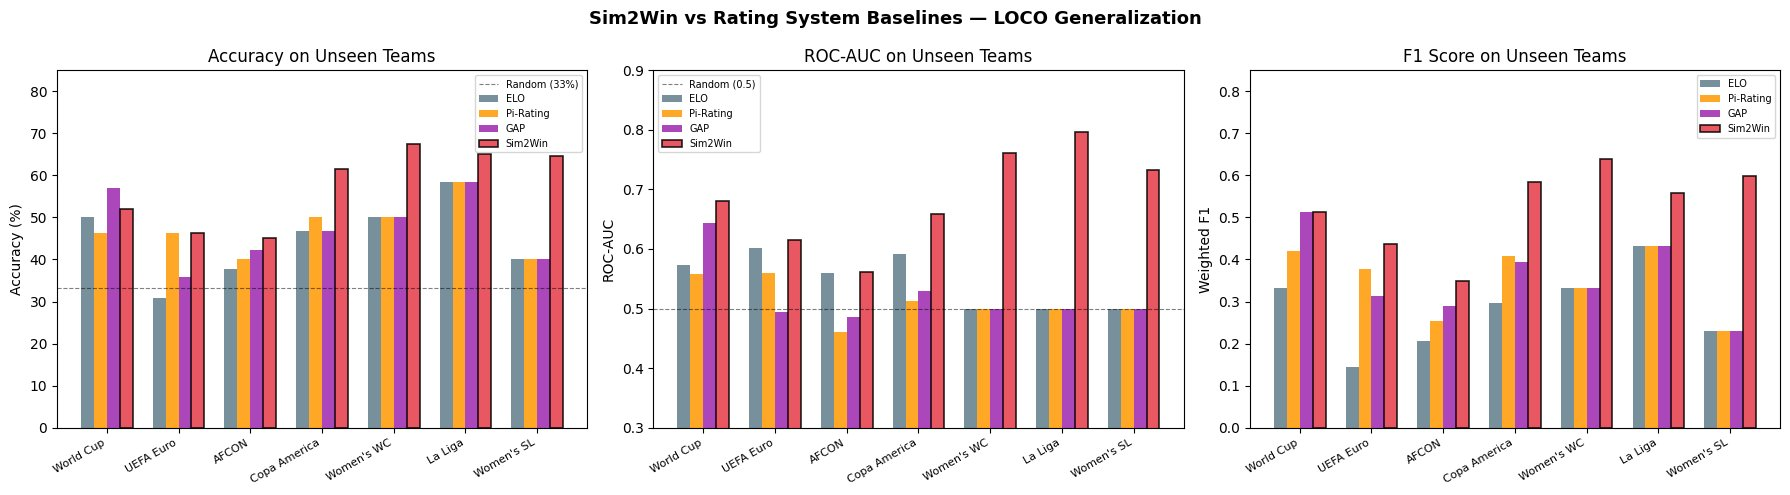 Sim2Win vs Rating System Baselines — LOCO Generalization
Accuracy on Unseen Teams
Accuracy (%)
80
70
60
50
40
30
20
10
0
Random (33%)
ELO
Pi-Rating
GAP
Sim2Win
World Cup
UEFA Euro
AFCON
Copa America
Women's WC
La Liga
Women's SL
ROC-AUC on Unseen Teams
ROC-AUC
0.9
0.8
0.7
0.6
0.5
0.4
0.3
Random (0.5)
ELO
Pi-Rating
GAP
Sim2Win
World Cup
UEFA Euro
AFCON
Copa America
Women's WC
La Liga
Women's SL
F1 Score on Unseen Teams
Weighted F1
0.8
0.7
0.6
0.5
0.4
0.3
0.2
0.1
0.0
ELO
Pi-Rating
GAP
Sim2Win
World Cup
UEFA Euro
AFCON
Copa America
Women's WC
La Liga
Women's SL